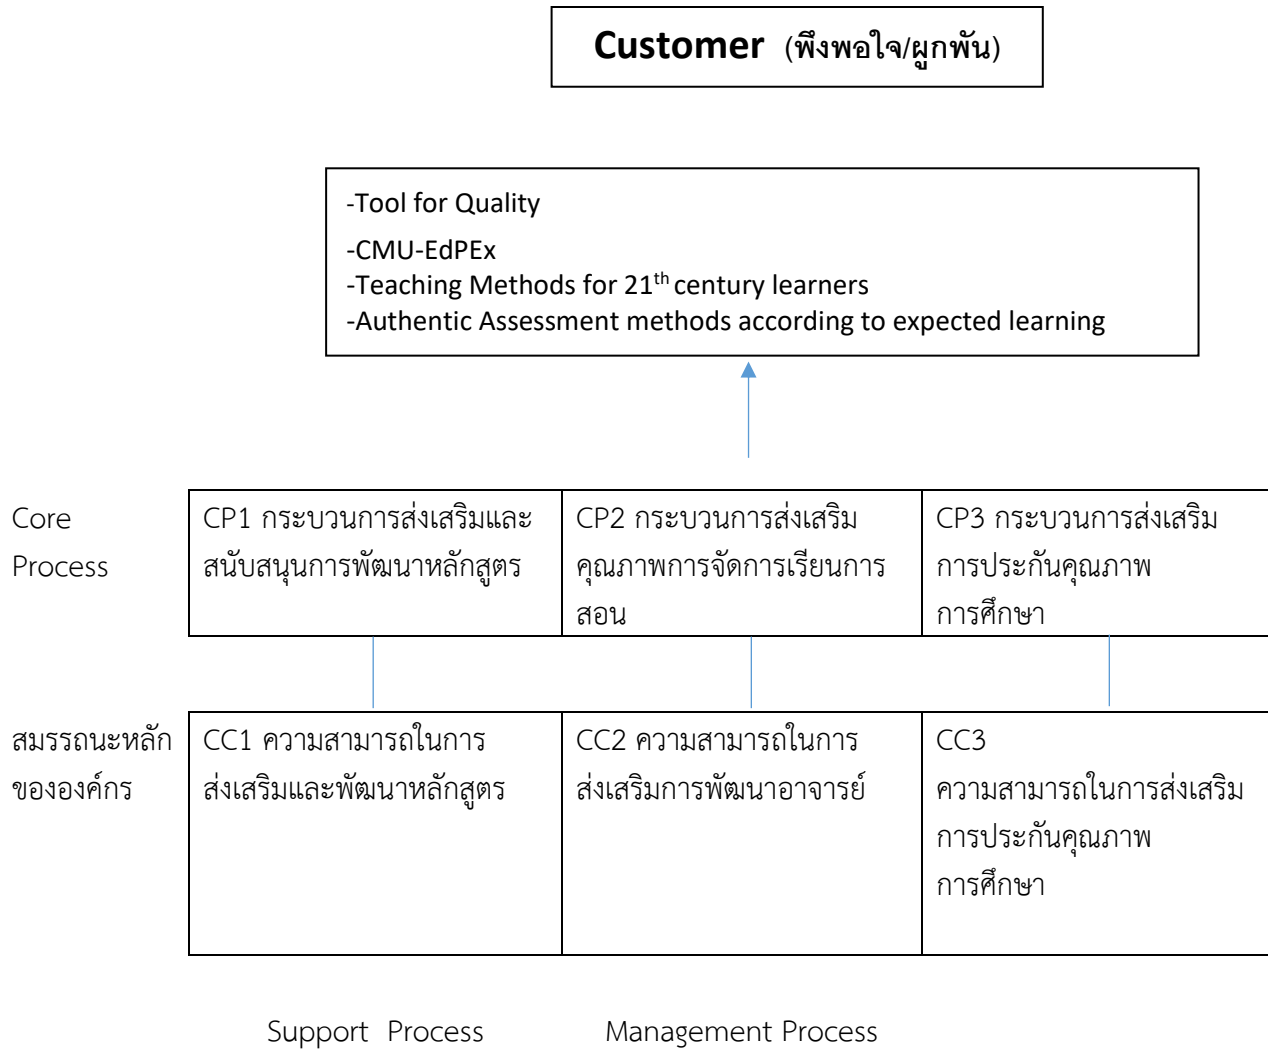 Customer (พึงพอใจ/ผูกพัน)
-Tool for Quality
-CMU-EdPEx
-Teaching Methods for 21th century learners
-Authentic Assessment methods according to expected learning
Core
Process
CP1 กระบวนการส่งเสริมและ
สนับสนุนการพัฒนาหลักสูตร
CP2 กระบวนการส่งเสริม
คุณภาพการจัดการเรียนการ
สอน
CP3 กระบวนการส่งเสริม
การประกันคุณภาพ
การศึกษา
สมรรถนะหลัก
ขององค์กร
CC1 ความสามารถในการ
ส่งเสริมและพัฒนาหลักสูตร
CC2 ความสามารถในการ
ส่งเสริมการพัฒนาอาจารย์
CC3
ความสามารถในการส่งเสริม
การประกันคุณภาพ
การศึกษา
Support Process
Management Process